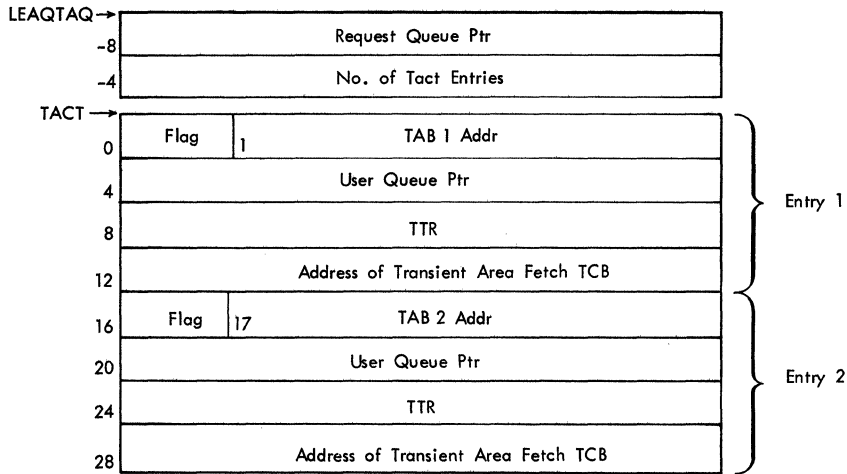 LEAQTAQ→
Request Queue Ptr
-8
No. of Tact Entries
-4
TACT→
Flag 1 TAB 1 Addr
0
User Queue Ptr
4
Entry 1
TTR
8
Address of Transient Area Fetch TCB
12
Flag 17 TAB 2 Addr
16
User Queue Ptr
20
Entry 2
TTR
24
Address of Transient Area Fetch TCB
28